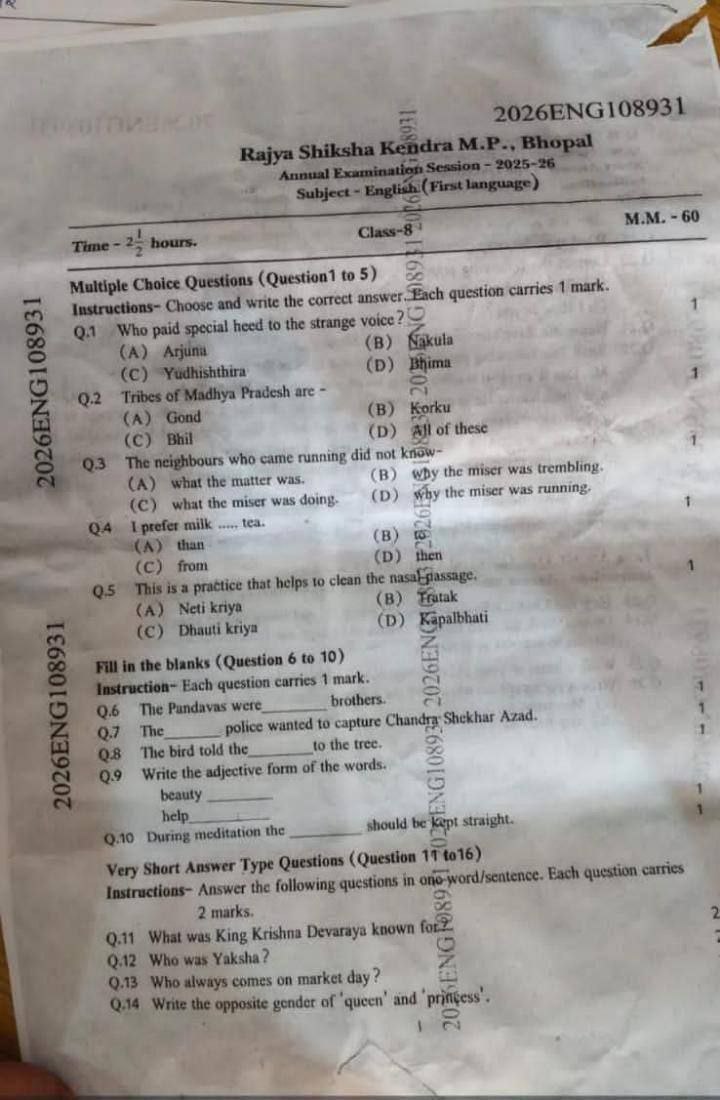 2026ENG108931
Rajya Shiksha Kendra M.P., Bhopal
Annual Examination Session - 2025-26
Subject - English (First language)
Time - 2 1/2 hours.
Class-8
M.M. - 60
Multiple Choice Questions (Question1 to 5)
Instructions- Choose and write the correct answer. Each question carries 1 mark.
Q.1 Who paid special heed to the strange voice? 1
(A) Arjuna (B) Nakula
(C) Yudhishthira (D) Bhima
Q.2 Tribes of Madhya Pradesh are - 1
(A) Gond (B) Korku
(C) Bhil (D) All of these
Q.3 The neighbours who came running did not know- 1
(A) what the matter was. (B) why the miser was trembling.
(C) what the miser was doing. (D) why the miser was running.
Q.4 I prefer milk ..... tea. 1
(A) than (B) to
(C) from (D) then
Q.5 This is a practice that helps to clean the nasal passage. 1
(A) Neti kriya (B) Tratak
(C) Dhauti kriya (D) Kapalbhati
Fill in the blanks (Question 6 to 10)
Instruction- Each question carries 1 mark.
Q.6 The Pandavas were________ brothers. 1
Q.7 The_______ police wanted to capture Chandra Shekhar Azad. 1
Q.8 The bird told the________to the tree. 1
Q.9 Write the adjective form of the words.
beauty ________ 1
help__________ 1
Q.10 During meditation the _________ should be kept straight.
Very Short Answer Type Questions (Question 11 to16)
Instructions- Answer the following questions in one word/sentence. Each question carries
2 marks.
Q.11 What was King Krishna Devaraya known for? 2
Q.12 Who was Yaksha?
Q.13 Who always comes on market day?
Q.14 Write the opposite gender of 'queen' and 'princess'.
1
2026ENG108931
2026ENG108931
2026ENG108931
2026ENG108931